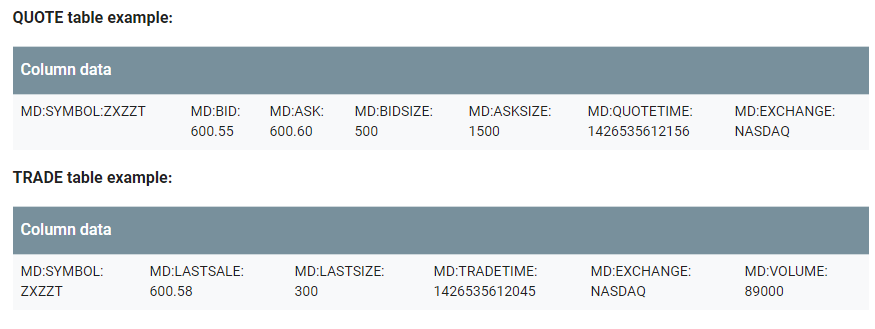 QUOTE table example:
Column data
MD:SYMBOL:ZXZZT MD:BID: MD:ASK: MD:BIDSIZE: MD:ASKSIZE: MD:QUOTETIME: MD:EXCHANGE:
600.55 600.60 500 1500 1426535612156 NASDAQ
TRADE table example:
Column data
MD:SYMBOL: MD:LASTSALE: MD:LASTSIZE: MD:TRADETIME: MD:EXCHANGE: MD:VOLUME:
ZXZZT 600.58 300 1426535612045 NASDAQ 89000